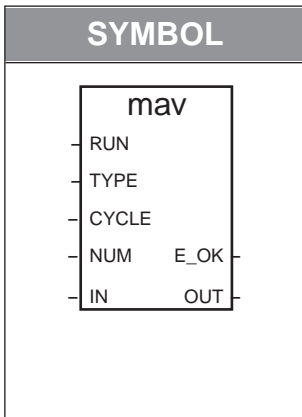 SYMBOL
mav
RUN
TYPE
CYCLE
NUM E_OK
IN OUT